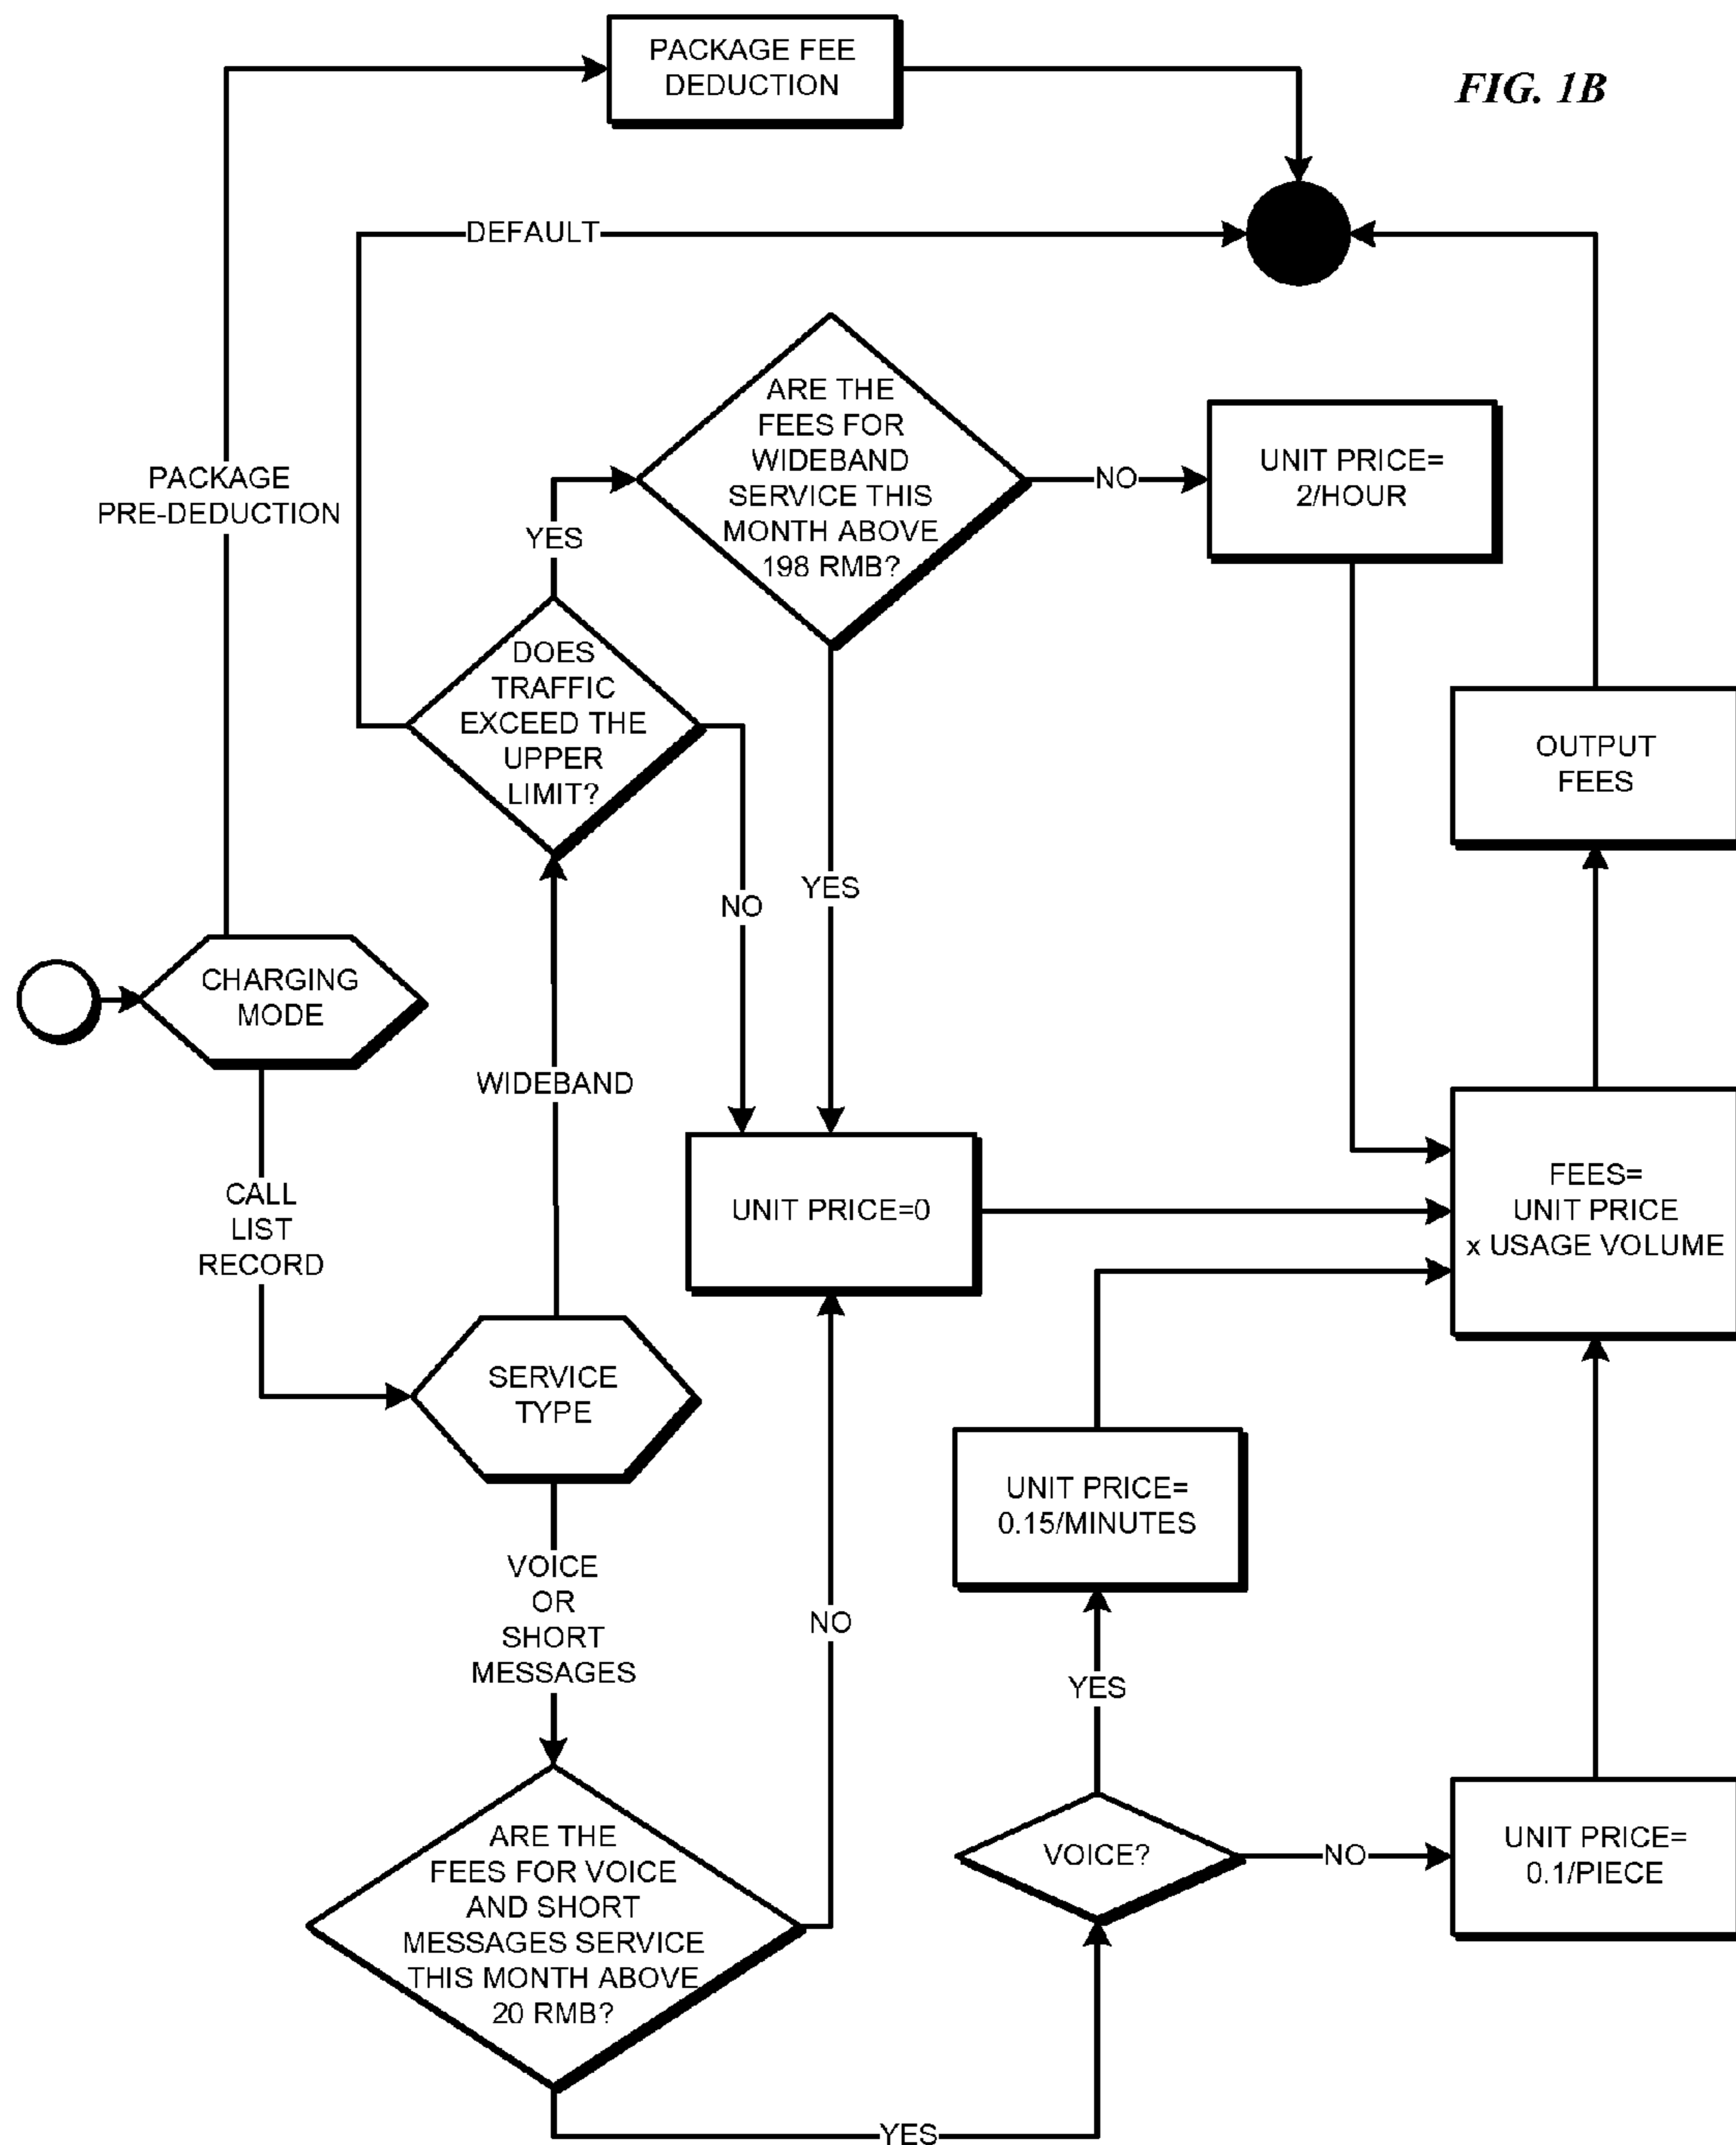 PACKAGE FEE
DEDUCTION
FIG. 1B
DEFAULT
ARE THE
FEES FOR
WIDEBAND
SERVICE THIS
MONTH ABOVE
198 RMB?
NO
UNIT PRICE=
2/HOUR
PACKAGE
PRE-DEDUCTION
YES
DOES
TRAFFIC
EXCEED THE
UPPER
LIMIT?
OUTPUT
FEES
NO
YES
CHARGING
MODE
WIDEBAND
CALL
LIST
RECORD
UNIT PRICE=0
FEES=
UNIT PRICE
x USAGE VOLUME
SERVICE
TYPE
UNIT PRICE=
0.15/MINUTES
VOICE
OR
SHORT
MESSAGES
NO
YES
ARE THE
FEES FOR VOICE
AND SHORT
MESSAGES SERVICE
THIS MONTH ABOVE
20 RMB?
VOICE?
NO
UNIT PRICE=
0.1/PIECE
YES